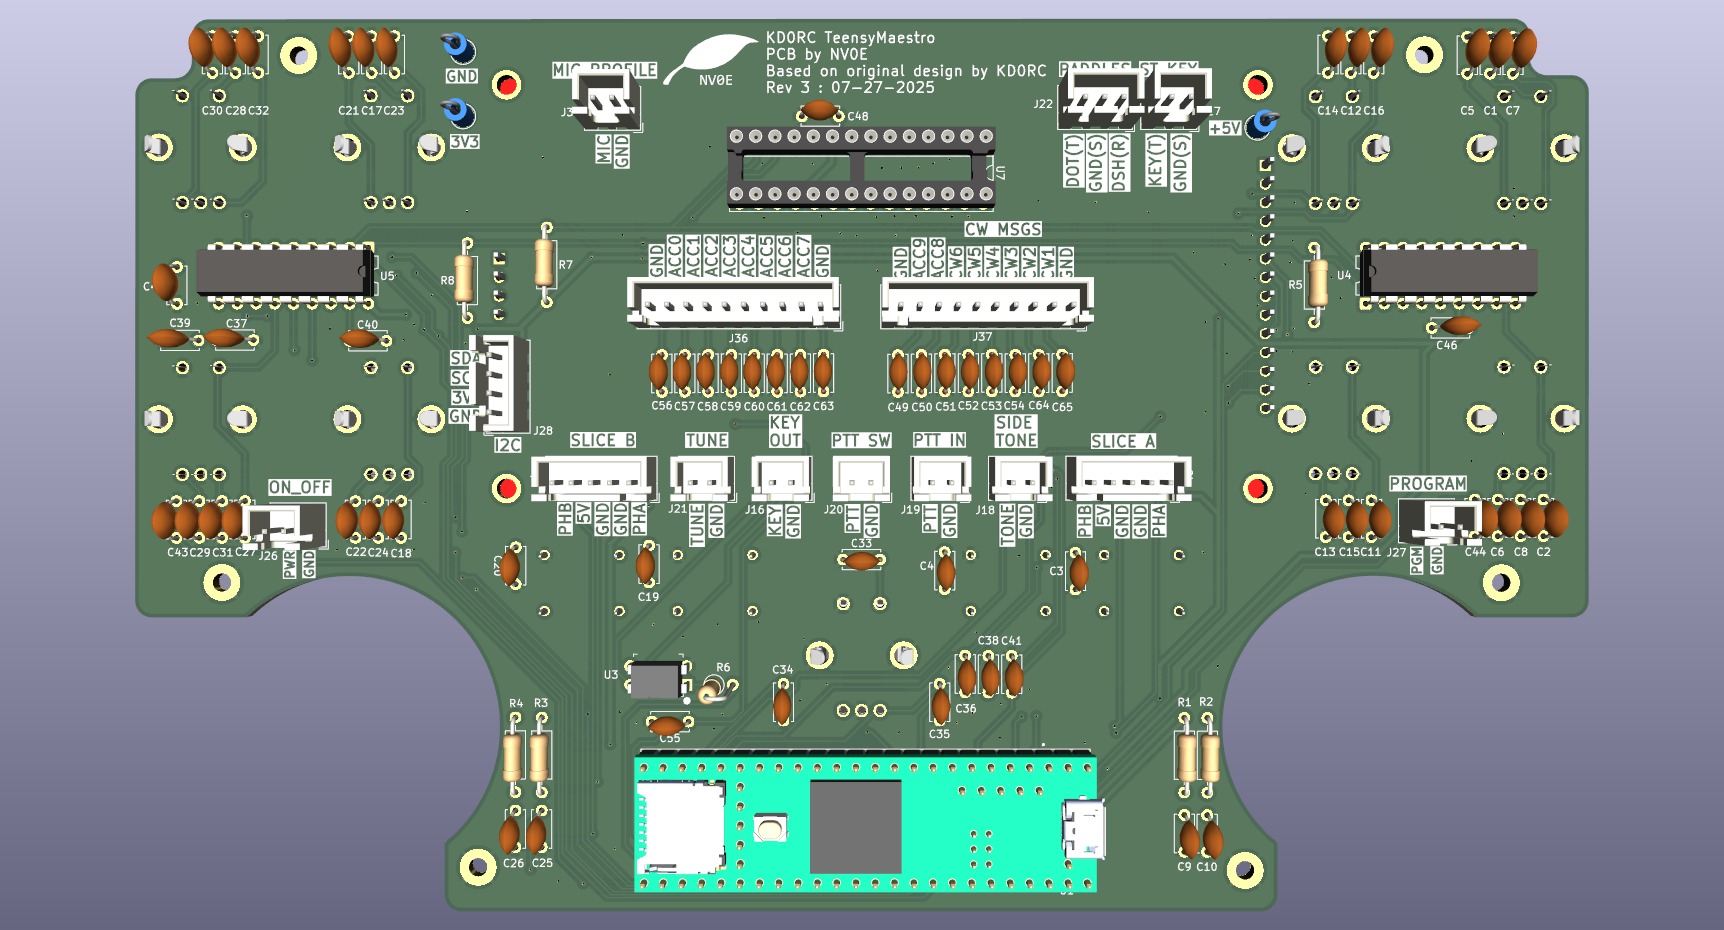 KD0RC TeensyMaestro
PCB by NV0E
Based on original design by KD0RC
Rev 3 : 07-27-2025
NV0E
GND
3V3
MIC PROFILE
MIC
GND
C48
U7
PADDLES
ST KEY
J22
DOT(T)
GND(S)
DSH(R)
KEY(T)
GND(S)
+5V
C30 C28 C32
C21 C17 C23
C14 C12 C16
C5 C1 C7
U5
R8
R7
R5
U4
C39
C37
C40
C46
GND
ACC0
ACC1
ACC2
ACC3
ACC4
ACC5
ACC6
ACC7
GND
J36
CW MSGS
GND
ACC9
ACC8
CW6
CW5
CW4
CW3
CW2
CW1
GND
J37
C56 C57 C58 C59 C60 C61 C62 C63
C49 C50 C51 C52 C53 C54 C64 C65
SDA
3V
GND
J28
I2C
SLICE B
TUNE
KEY OUT
PTT SW
PTT IN
SIDE TONE
SLICE A
PHB
5V
GND
GND
PHA
J21
TUNE
GND
J16
KEY
GND
J20
PTT
GND
J19
PTT
GND
J18
TONE
GND
PHB
5V
GND
GND
PHA
ON_OFF
C43 C29 C31 C27
J26
PWR
GND
C22 C24 C18
PROGRAM
C13 C15 C11
J27
PGM
GND
C44 C6 C8 C2
C19
C33
C4
C3
U3
R6
C34
C38 C41
C36
C35
C55
R4 R3
C26 C25
R1 R2
C9 C10